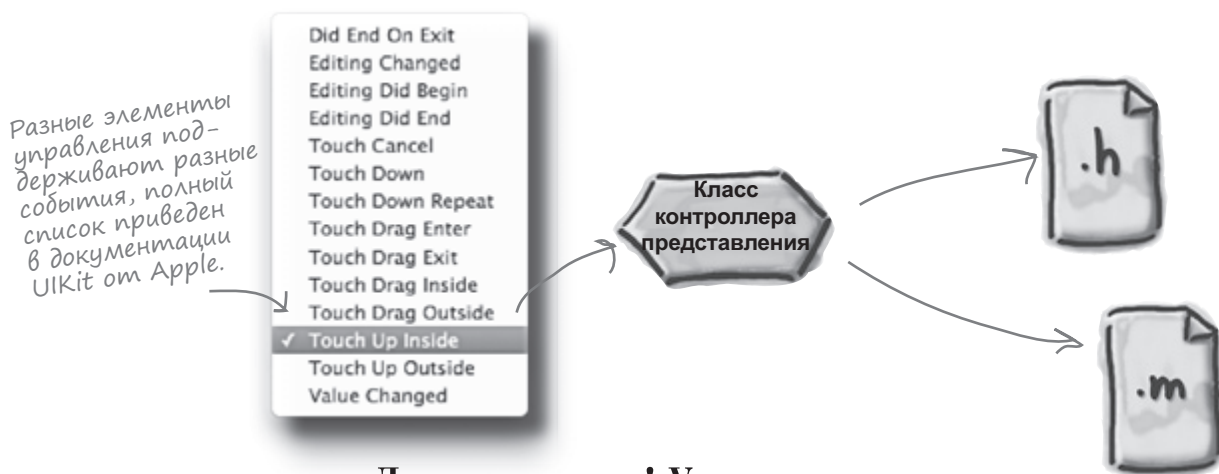 Разные элементы
управления под-
держивают разные
события, полный
список приведен
в документации
UIKit от Apple.
Did End On Exit
Editing Changed
Editing Did Begin
Editing Did End
Touch Cancel
Touch Down
Touch Down Repeat
Touch Drag Enter
Touch Drag Exit
Touch Drag Inside
Touch Drag Outside
✓ Touch Up Inside
Touch Up Outside
Value Changed
Класс
контроллера
представления
.h
.m